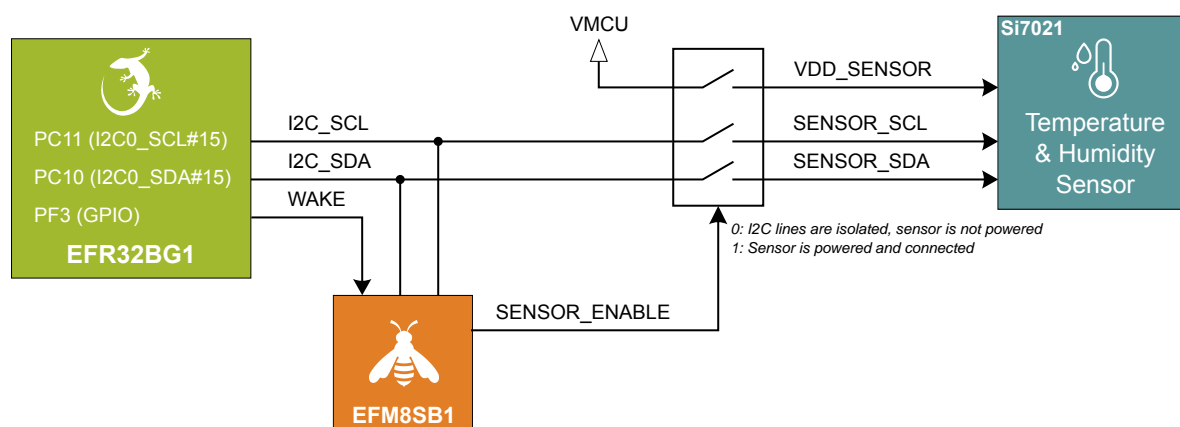 VMCU
Si7021
VDD_SENSOR
PC11 (I2C0_SCL#15)
I2C_SCL
SENSOR_SCL
Temperature
& Humidity
Sensor
PC10 (I2C0_SDA#15)
I2C_SDA
SENSOR_SDA
PF3 (GPIO)
WAKE
EFR32BG1
0: I2C lines are isolated, sensor is not powered
1: Sensor is powered and connected
SENSOR_ENABLE
EFM8SB1